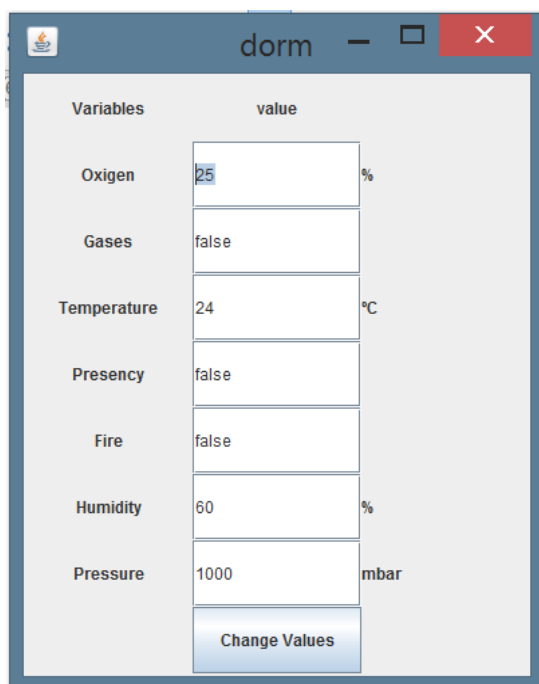 dorm
Variables value
Oxigen 25 %
Gases false
Temperature 24 ºC
Presency false
Fire false
Humidity 60 %
Pressure 1000 mbar
Change Values